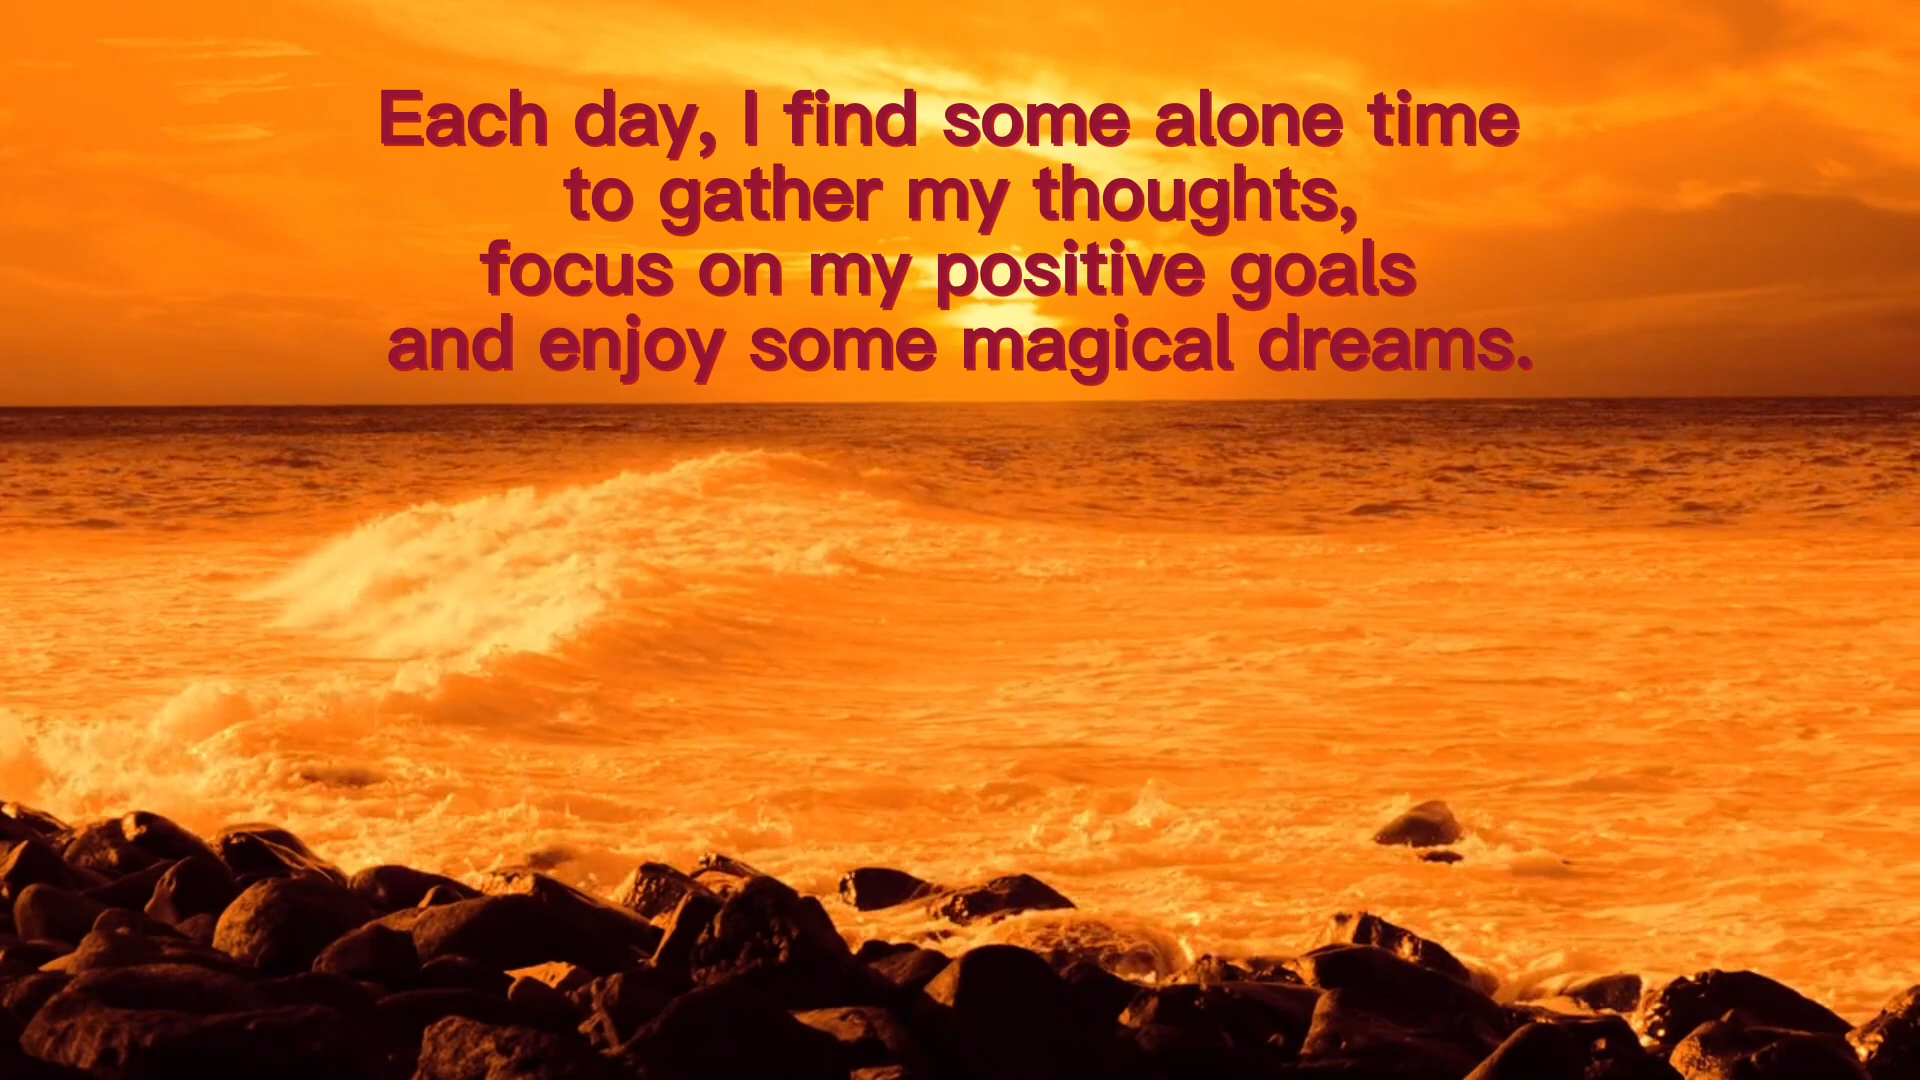 Each day, I find some alone time
to gather my thoughts,
focus on my positive goals
and enjoy some magical dreams.